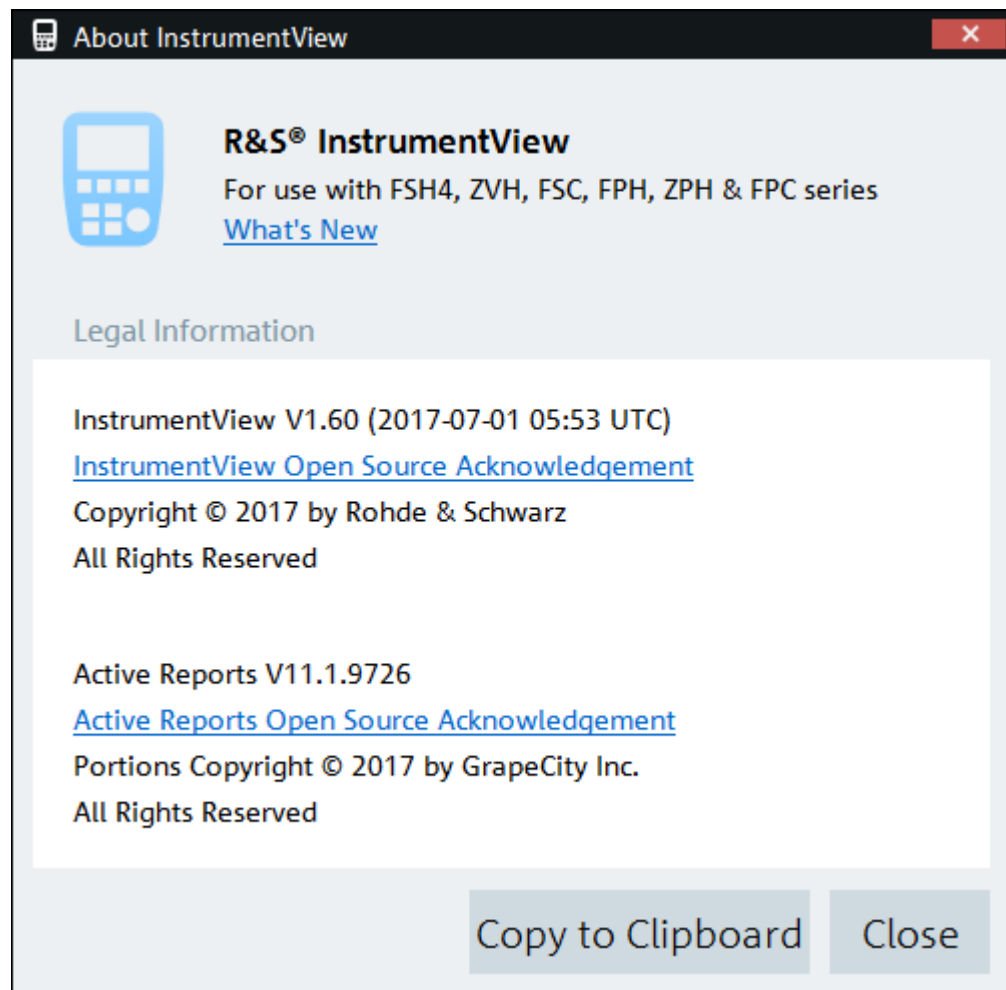 About InstrumentView
R&S® InstrumentView
For use with FSH4, ZVH, FSC, FPH, ZPH & FPC series
What's New
Legal Information
InstrumentView V1.60 (2017-07-01 05:53 UTC)
InstrumentView Open Source Acknowledgement
Copyright © 2017 by Rohde & Schwarz
All Rights Reserved
Active Reports V11.1.9726
Active Reports Open Source Acknowledgement
Portions Copyright © 2017 by GrapeCity Inc.
All Rights Reserved
Copy to Clipboard Close